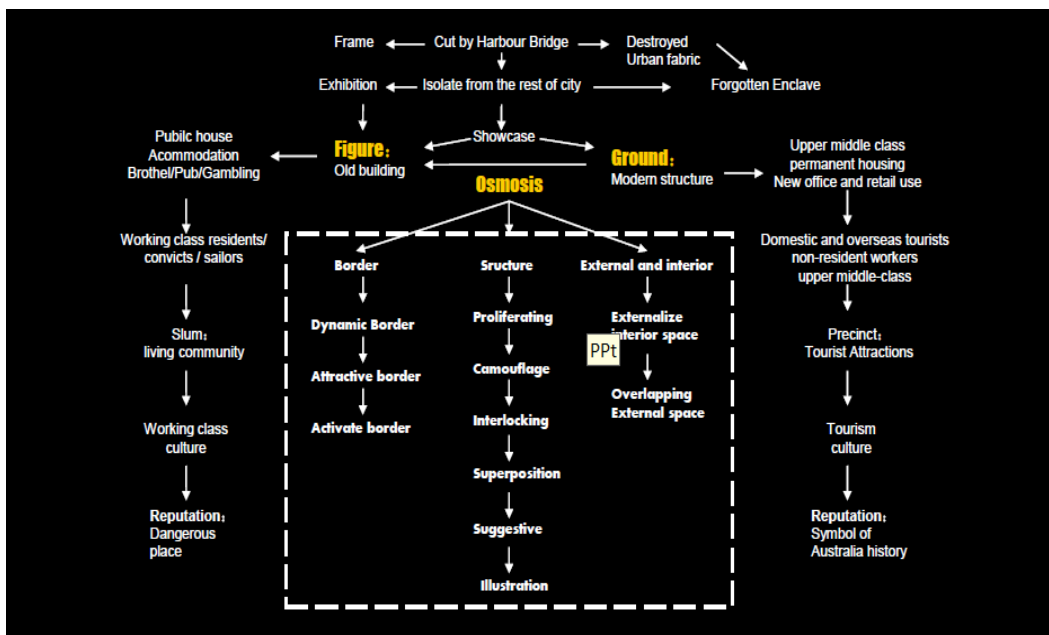 Frame
Cut by Harbour Bridge
Destroyed
Urban fabric
Exhibition
Isolate from the rest of city
Forgotten Enclave
Showcase
Public house
Acommodation
Brothel/Pub/Gambling
Figure:
Old building
Ground:
Modern structure
Upper middle class
permanent housing
New office and retail use
Osmosis
Working class residents/
convicts / sailors
Domestic and overseas tourists
non-resident workers
upper middle-class
Border
Sructure
External and interior
Dynamic Border
Proliferating
Externalize
interior space
PPt
Slum:
living community
Precinct:
Tourist Attractions
Attractive border
Camouflage
Overlapping
External space
Activate border
Interlocking
Working class
culture
Tourism
culture
Superposition
Reputation:
Dangerous
place
Suggestive
Reputation:
Symbol of
Australia history
Illustration